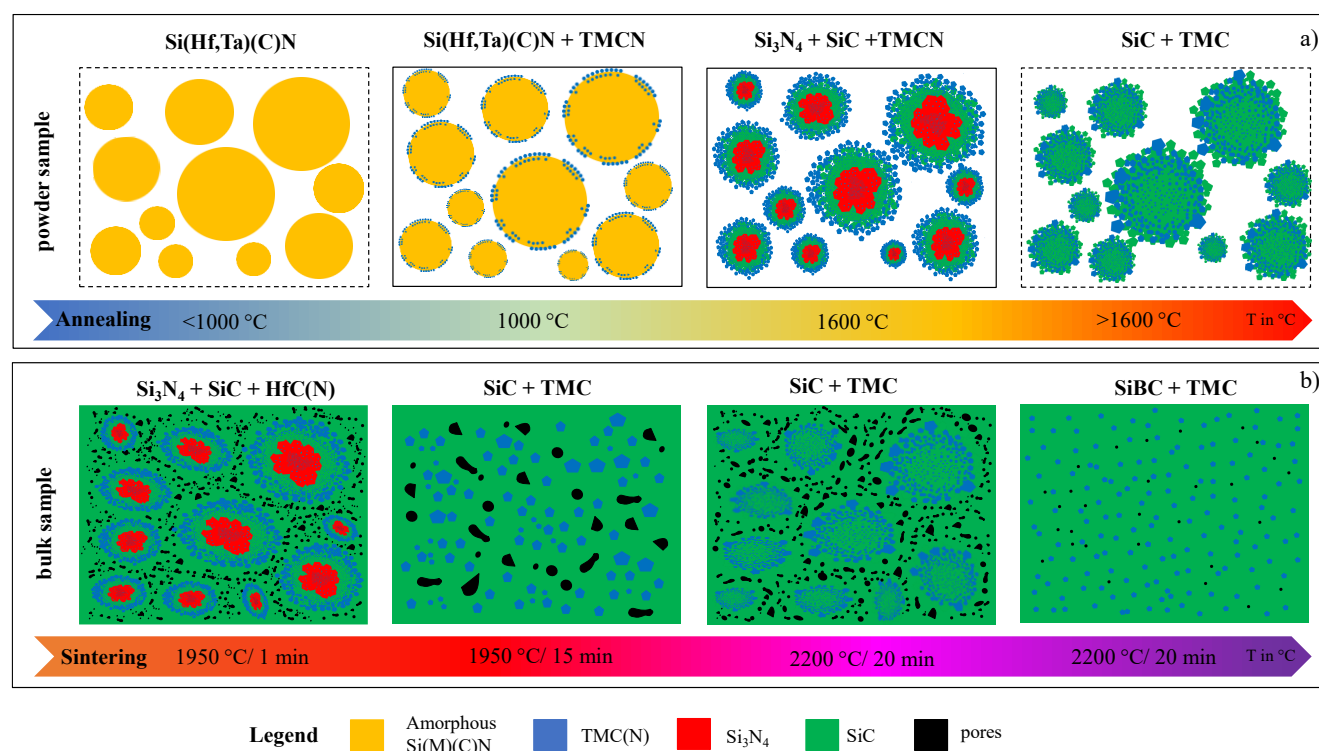 Si(Hf,Ta)(C)N
Si(Hf,Ta)(C)N + TMCN
Si₃N₄ + SiC +TMCN
SiC + TMC
a)
powder sample
Annealing
<1000 °C
1000 °C
1600 °C
>1600 °C
T in °C
Si₃N₄ + SiC + HfC(N)
SiC + TMC
SiC + TMC
SiBC + TMC
b)
bulk sample
Sintering
1950 °C/ 1 min
1950 °C/ 15 min
2200 °C/ 20 min
2200 °C/ 20 min
T in °C
Legend
Amorphous
Si(M)(C)N
TMC(N)
Si₃N₄
SiC
pores